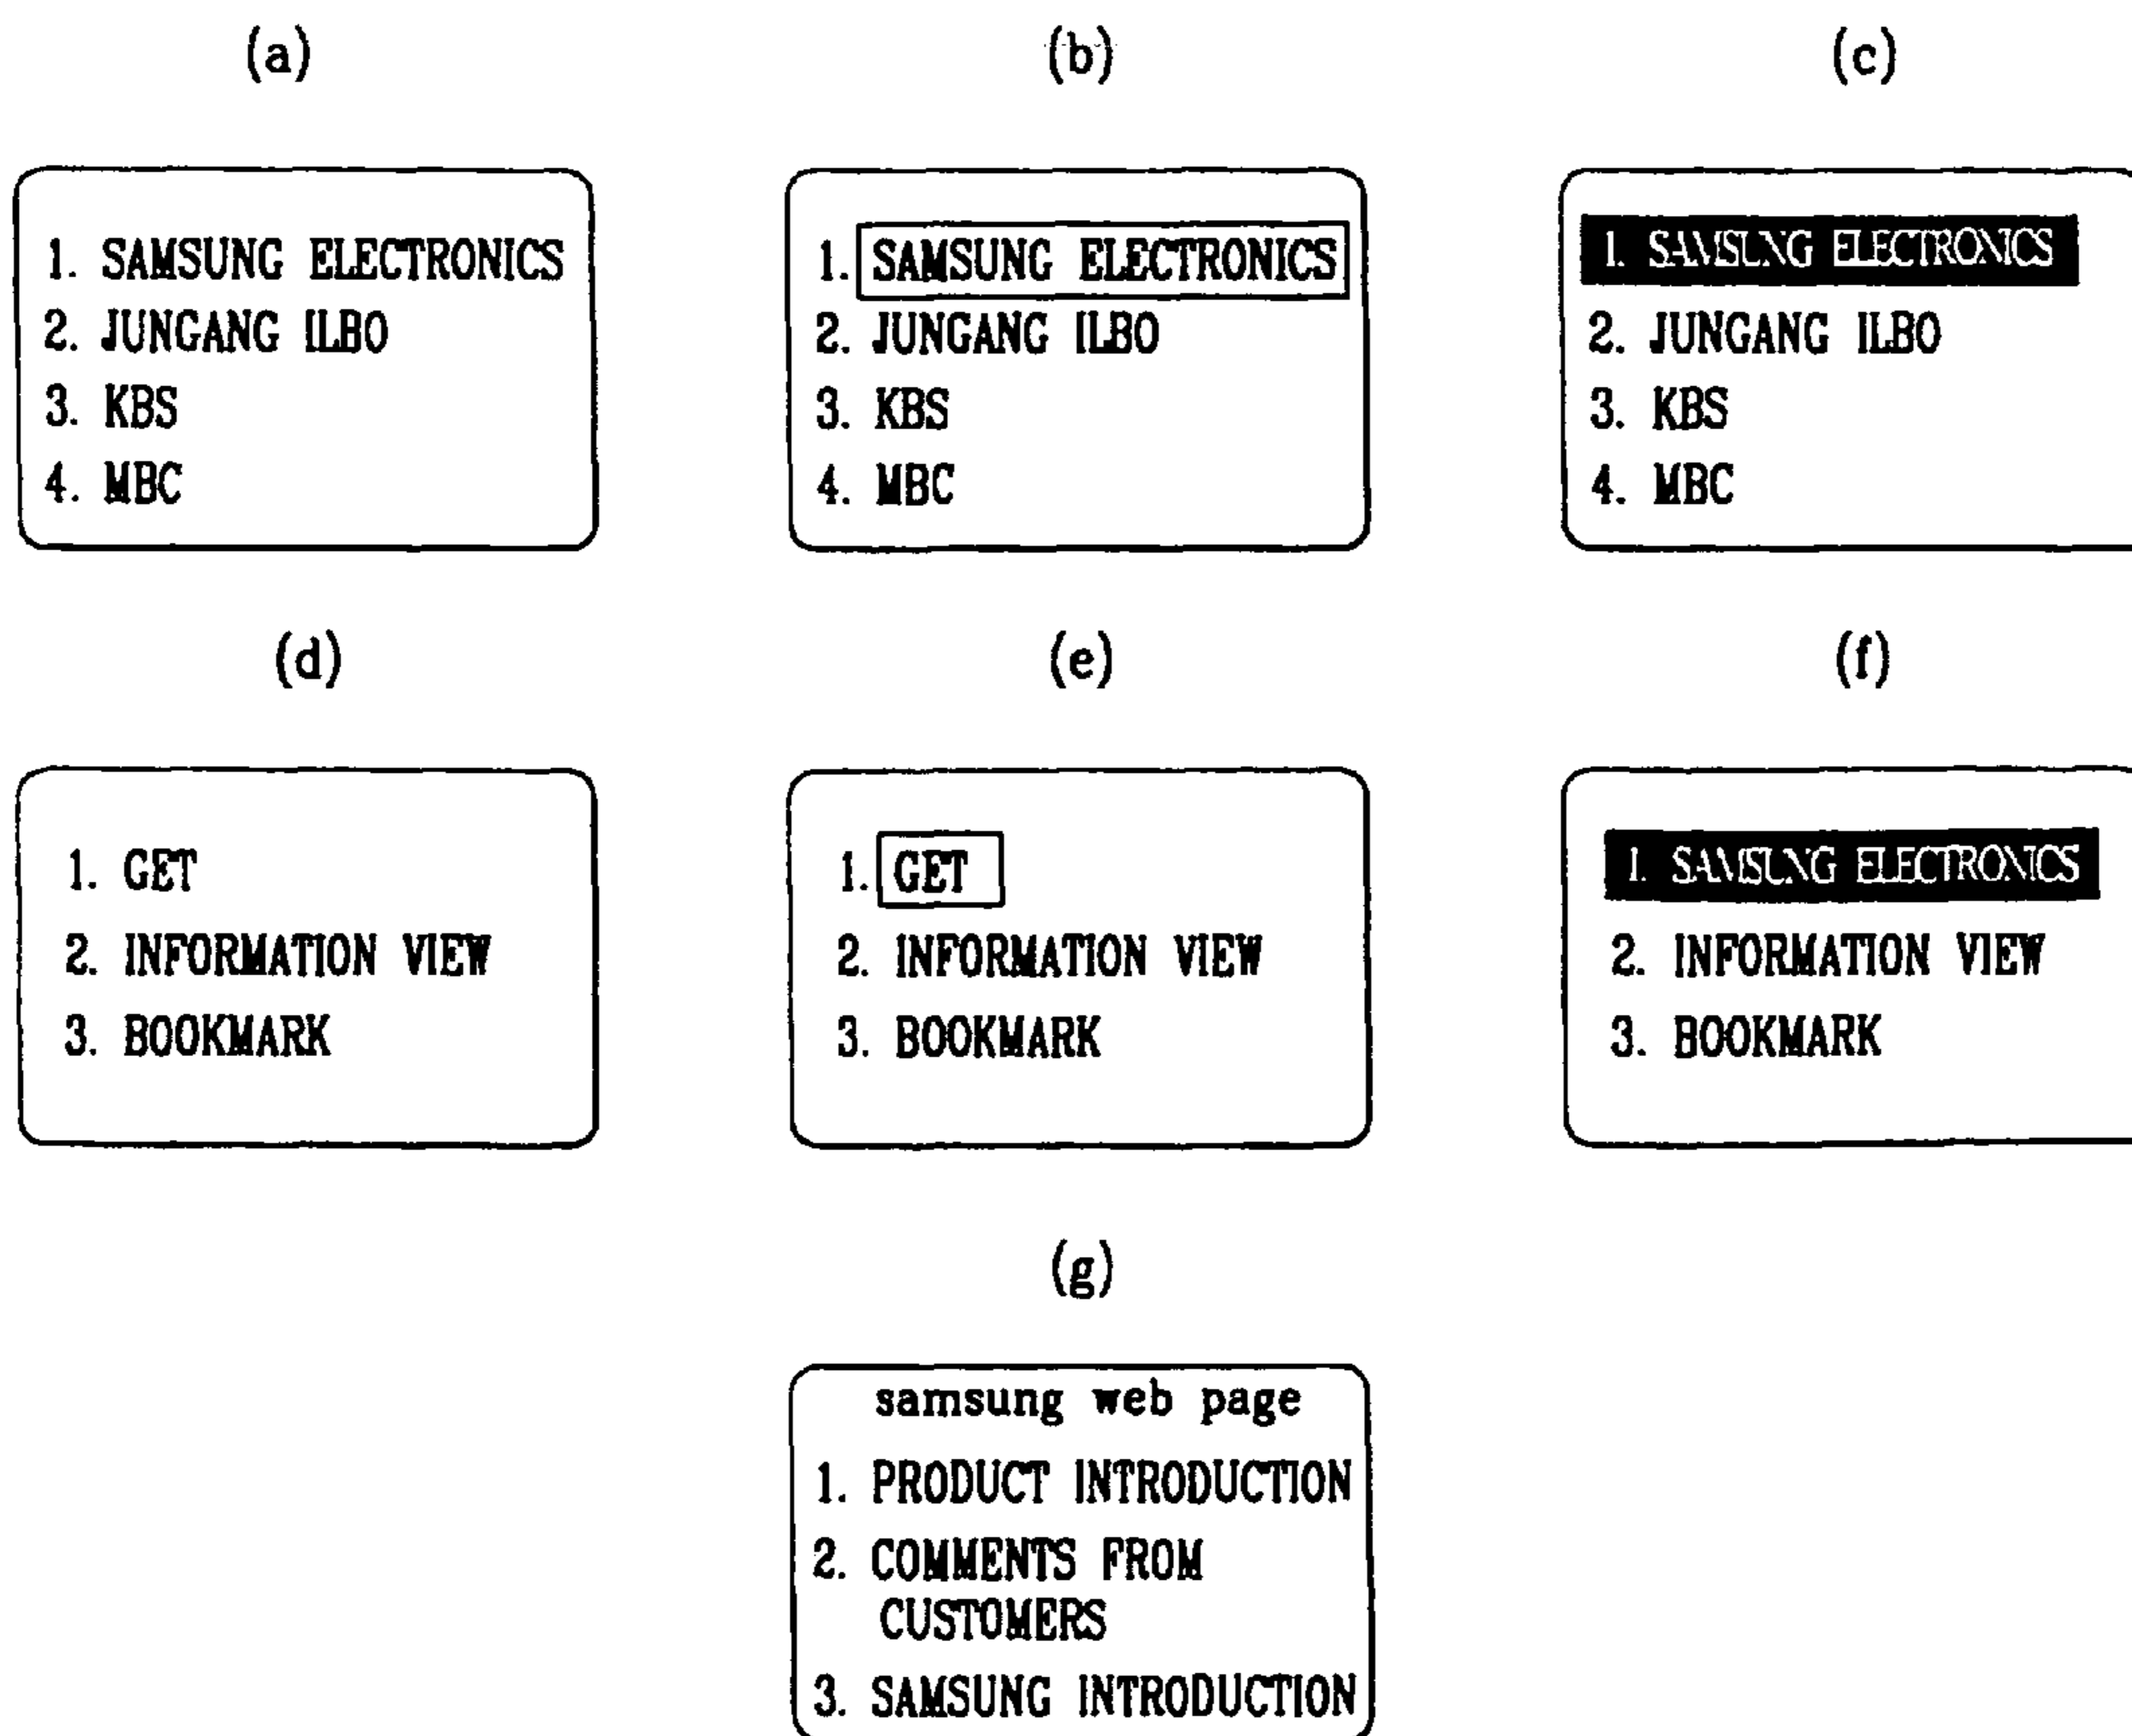 (a)
1. SAMSUNG ELECTRONICS
2. JUNGANG ILBO
3. KBS
4. MBC
(b)
1. SAMSUNG ELECTRONICS
2. JUNGANG ILBO
3. KBS
4. MBC
(c)
1. SAMSUNG ELECTRONICS
2. JUNGANG ILBO
3. KBS
4. MBC
(d)
1. GET
2. INFORMATION VIEW
3. BOOKMARK
(e)
1. GET
2. INFORMATION VIEW
3. BOOKMARK
(f)
1. SAMSUNG ELECTRONICS
2. INFORMATION VIEW
3. BOOKMARK
(g)
samsung web page
1. PRODUCT INTRODUCTION
2. COMMENTS FROM
CUSTOMERS
3. SAMSUNG INTRODUCTION